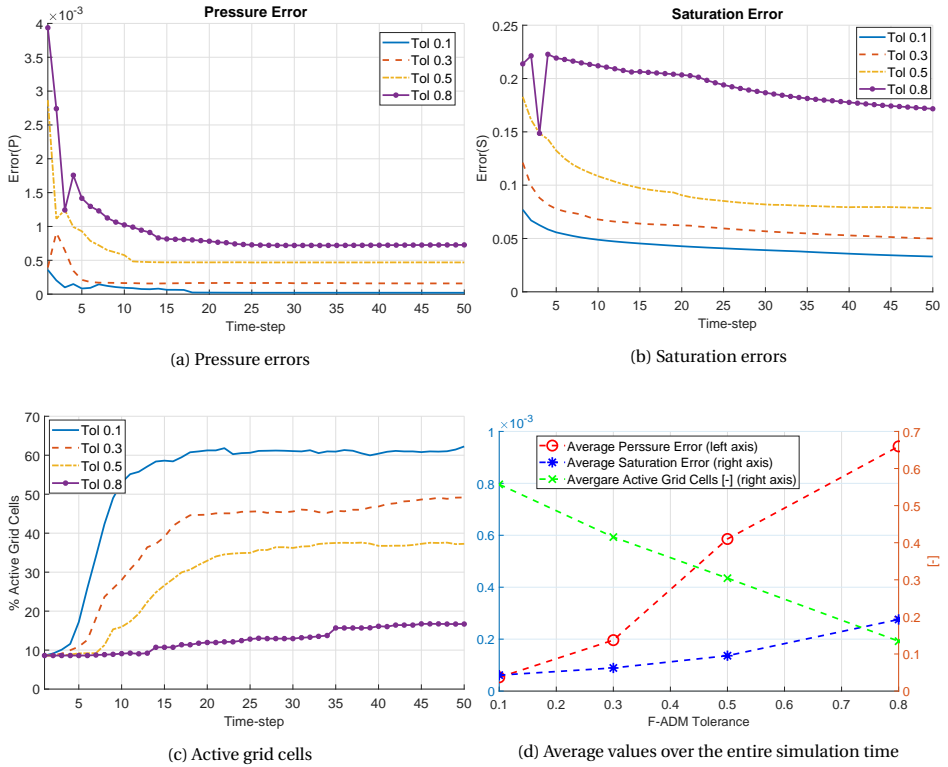 Pressure Error
×10⁻³
4
3.5
3
2.5
2
1.5
1
0.5
0
Error(P)
5 10 15 20 25 30 35 40 45 50
Time-step
Tol 0.1
Tol 0.3
Tol 0.5
Tol 0.8
(a) Pressure errors
Saturation Error
0.25
0.2
0.15
0.1
0.05
0
Error(S)
5 10 15 20 25 30 35 40 45 50
Time-step
Tol 0.1
Tol 0.3
Tol 0.5
Tol 0.8
(b) Saturation errors
70
60
50
40
30
20
10
0
% Active Grid Cells
5 10 15 20 25 30 35 40 45 50
Time-step
Tol 0.1
Tol 0.3
Tol 0.5
Tol 0.8
(c) Active grid cells
×10⁻³
1
0.8
0.6
0.4
0.2
0
0.1 0.2 0.3 0.4 0.5 0.6 0.7 0.8
F-ADM Tolerance
0.7
0.6
0.5
0.4
0.3
0.2
0.1
0
[-]
Average Perssure Error (left axis)
Average Saturation Error (right axis)
Avergare Active Grid Cells [-] (right axis)
(d) Average values over the entire simulation time